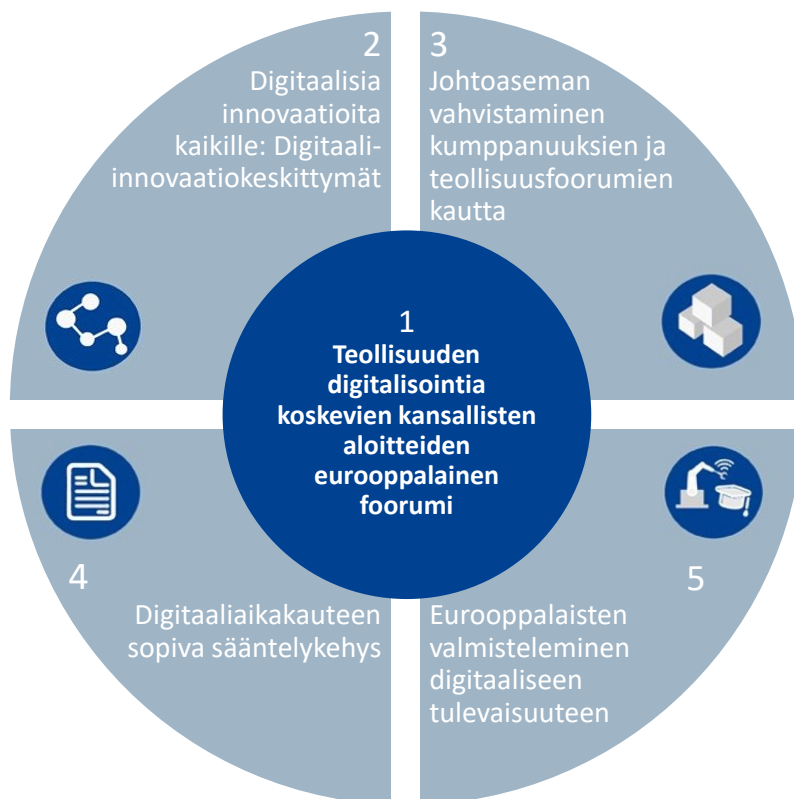 2
Digitaalisia
innovaatioita
kaikille: Digitaali-
innovaatiokeskittymät
3
Johtoaseman
vahvistaminen
kumppanuuksien ja
teollisuusfoorumien
kautta
1
Teollisuuden
digitalisointia
koskevien kansallisten
aloitteiden
eurooppalainen
foorumi
4
Digitaaliaikakauteen
sopiva sääntelykehys
5
Eurooppalaisten
valmisteleminen
digitaaliseen
tulevaisuuteen